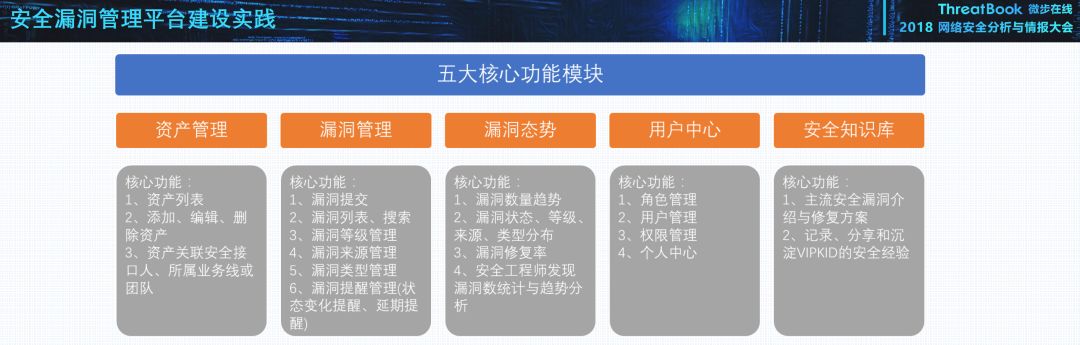 安全漏洞管理平台建设实践
ThreatBook 微步在线
2018 网络安全分析与情报大会
五大核心功能模块
资产管理
漏洞管理
漏洞态势
用户中心
安全知识库
核心功能：
1、资产列表
2、添加、编辑、删
除资产
3、资产关联安全接
口人、所属业务线或
团队
核心功能：
1、漏洞提交
2、漏洞列表、搜索
3、漏洞等级管理
4、漏洞来源管理
5、漏洞类型管理
6、漏洞提醒管理(状
态变化提醒、延期提
醒)
核心功能：
1、漏洞数量趋势
2、漏洞状态、等级、
来源、类型分布
3、漏洞修复率
4、安全工程师发现
漏洞数统计与趋势分
析
核心功能：
1、角色管理
2、用户管理
3、权限管理
4、个人中心
核心功能：
1、主流安全漏洞介
绍与修复方案
2、记录、分享和沉
淀VIPKID的安全经验